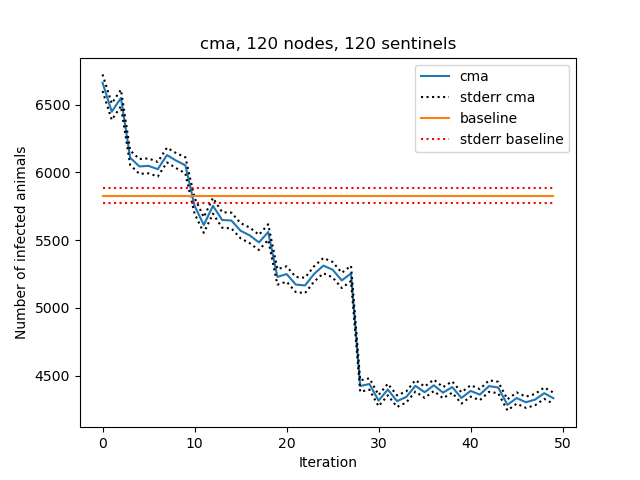 cma, 120 nodes, 120 sentinels
cma
stderr cma
baseline
stderr baseline
Number of infected animals
6500
6000
5500
5000
4500
0 10 20 30 40 50
Iteration